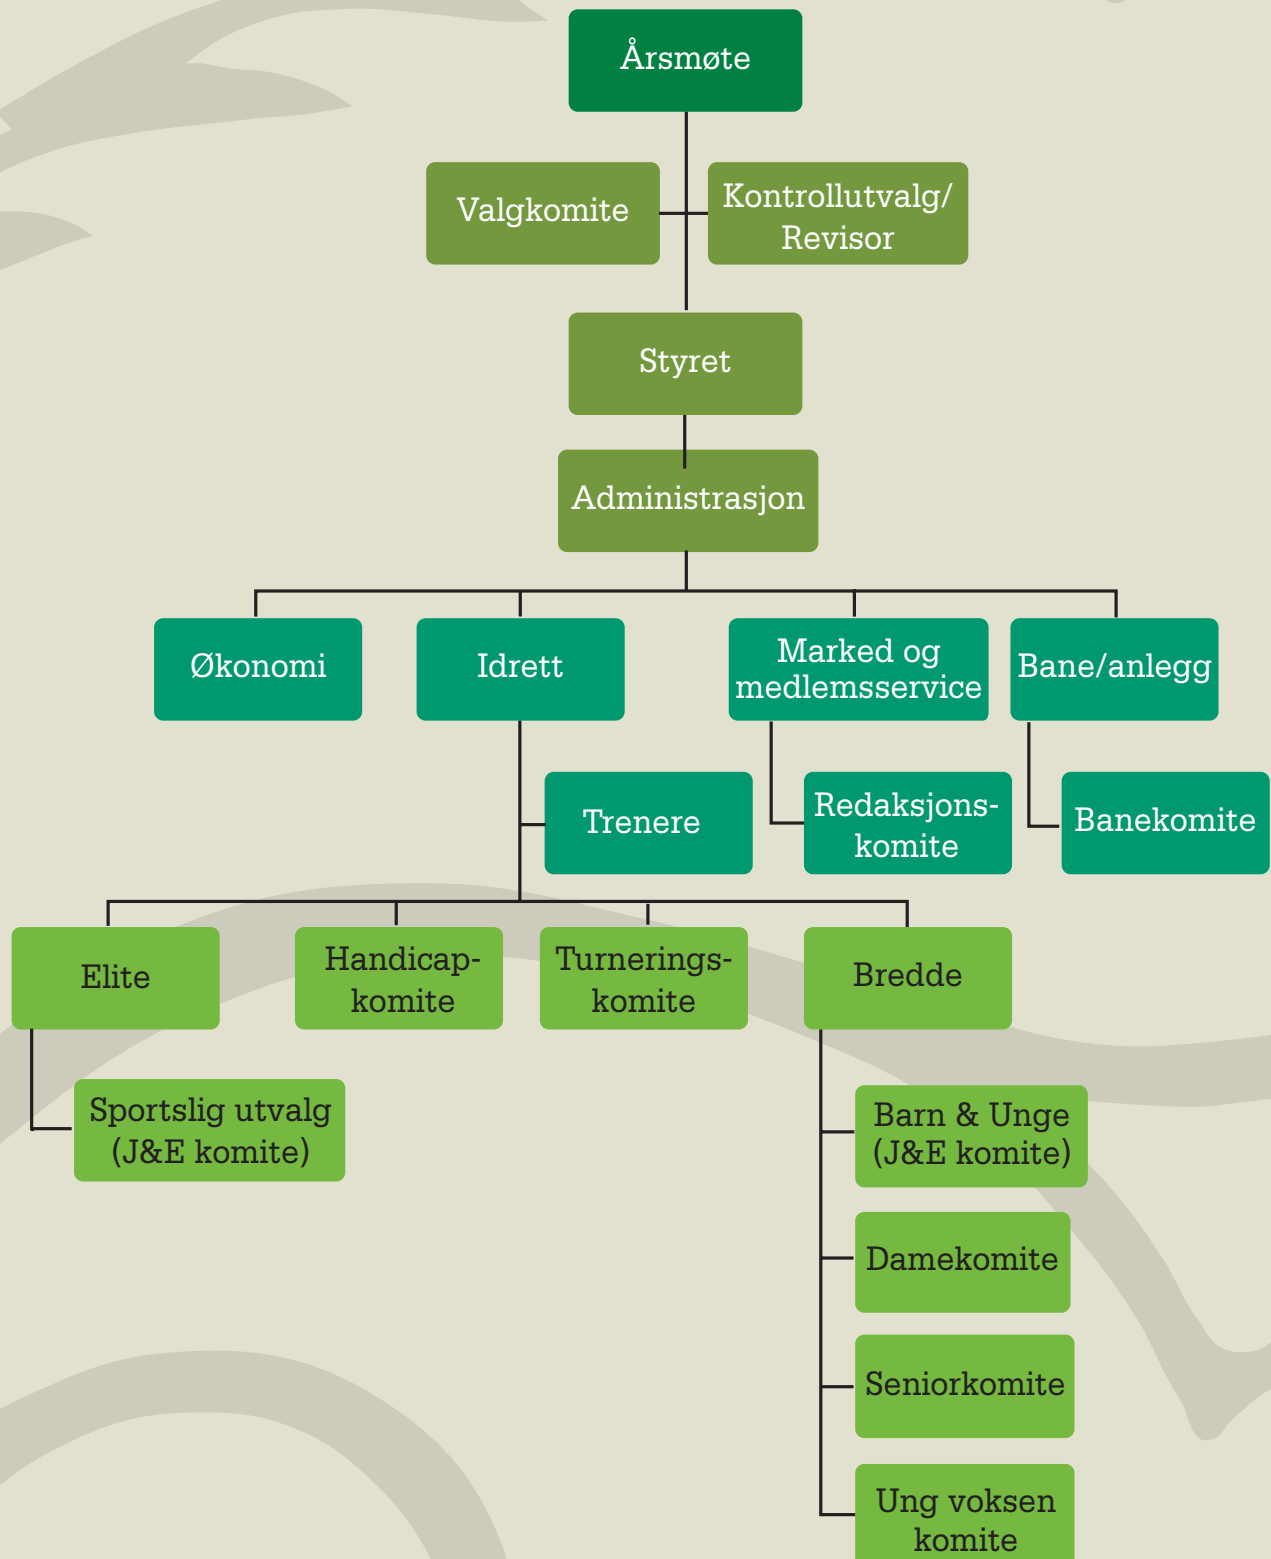 Årsmøte
Valgkomite
Kontrollutvalg/
Revisor
Styret
Administrasjon
Økonomi
Idrett
Marked og
medlemsservice
Bane/anlegg
Trenere
Redaksjons-
komite
Banekomite
Elite
Handicap-
komite
Turnerings-
komite
Bredde
Sportslig utvalg
(J&E komite)
Barn & Unge
(J&E komite)
Damekomite
Seniorkomite
Ung voksen
komite